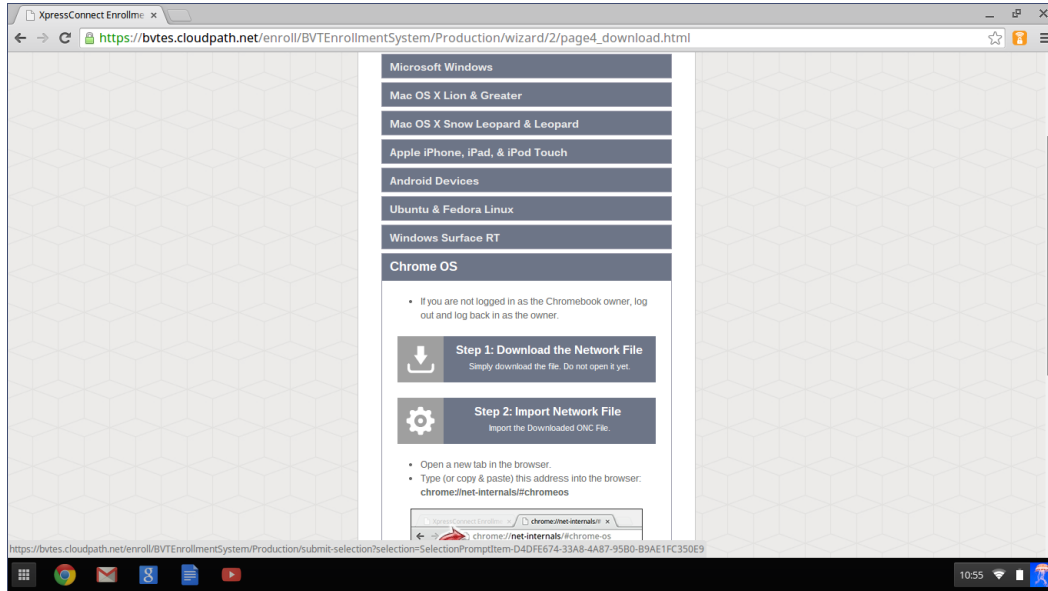 XpressConnect Enrollme
https://bvtes.cloudpath.net/enroll/BVTEnrollmentSystem/Production/wizard/2/page4_download.html
Microsoft Windows
Mac OS X Lion & Greater
Mac OS X Snow Leopard & Leopard
Apple iPhone, iPad, & iPod Touch
Android Devices
Ubuntu & Fedora Linux
Windows Surface RT
Chrome OS
• If you are not logged in as the Chromebook owner, log
out and log back in as the owner.
Step 1: Download the Network File
Simply download the file. Do not open it yet.
Step 2: Import Network File
Import the Downloaded ONC File.
• Open a new tab in the browser.
• Type (or copy & paste) this address into the browser:
chrome://net-internals/#chromeos
XpressConnect Enrollme
chrome://net-internals/#
chrome://net-internals/#chrome-os
https://bvtes.cloudpath.net/enroll/BVTEnrollmentSystem/Production/submit-selection?selection=SelectionPromptItem-D4DFE674-33A8-4A87-95B0-B9AE1FC350E9
8
10:55